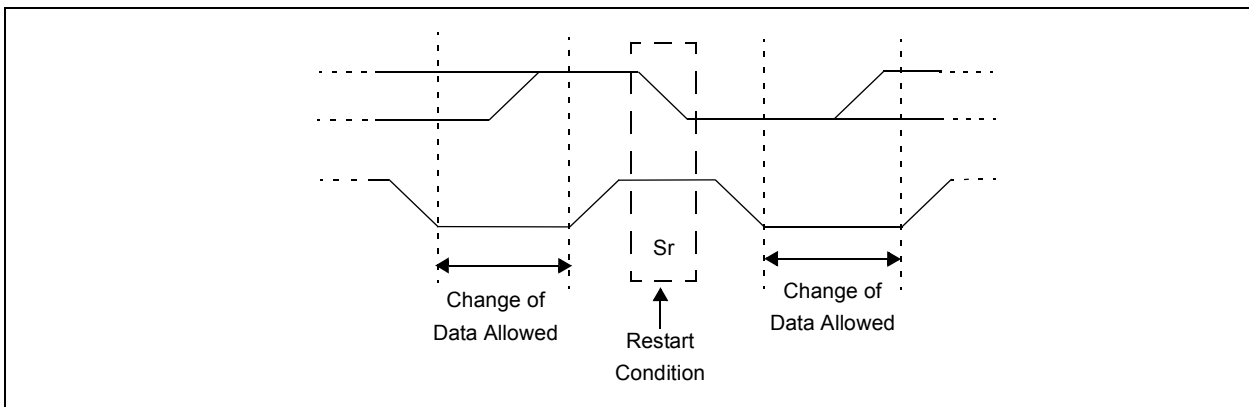 Sr
Change of
Data Allowed
Restart
Condition
Change of
Data Allowed